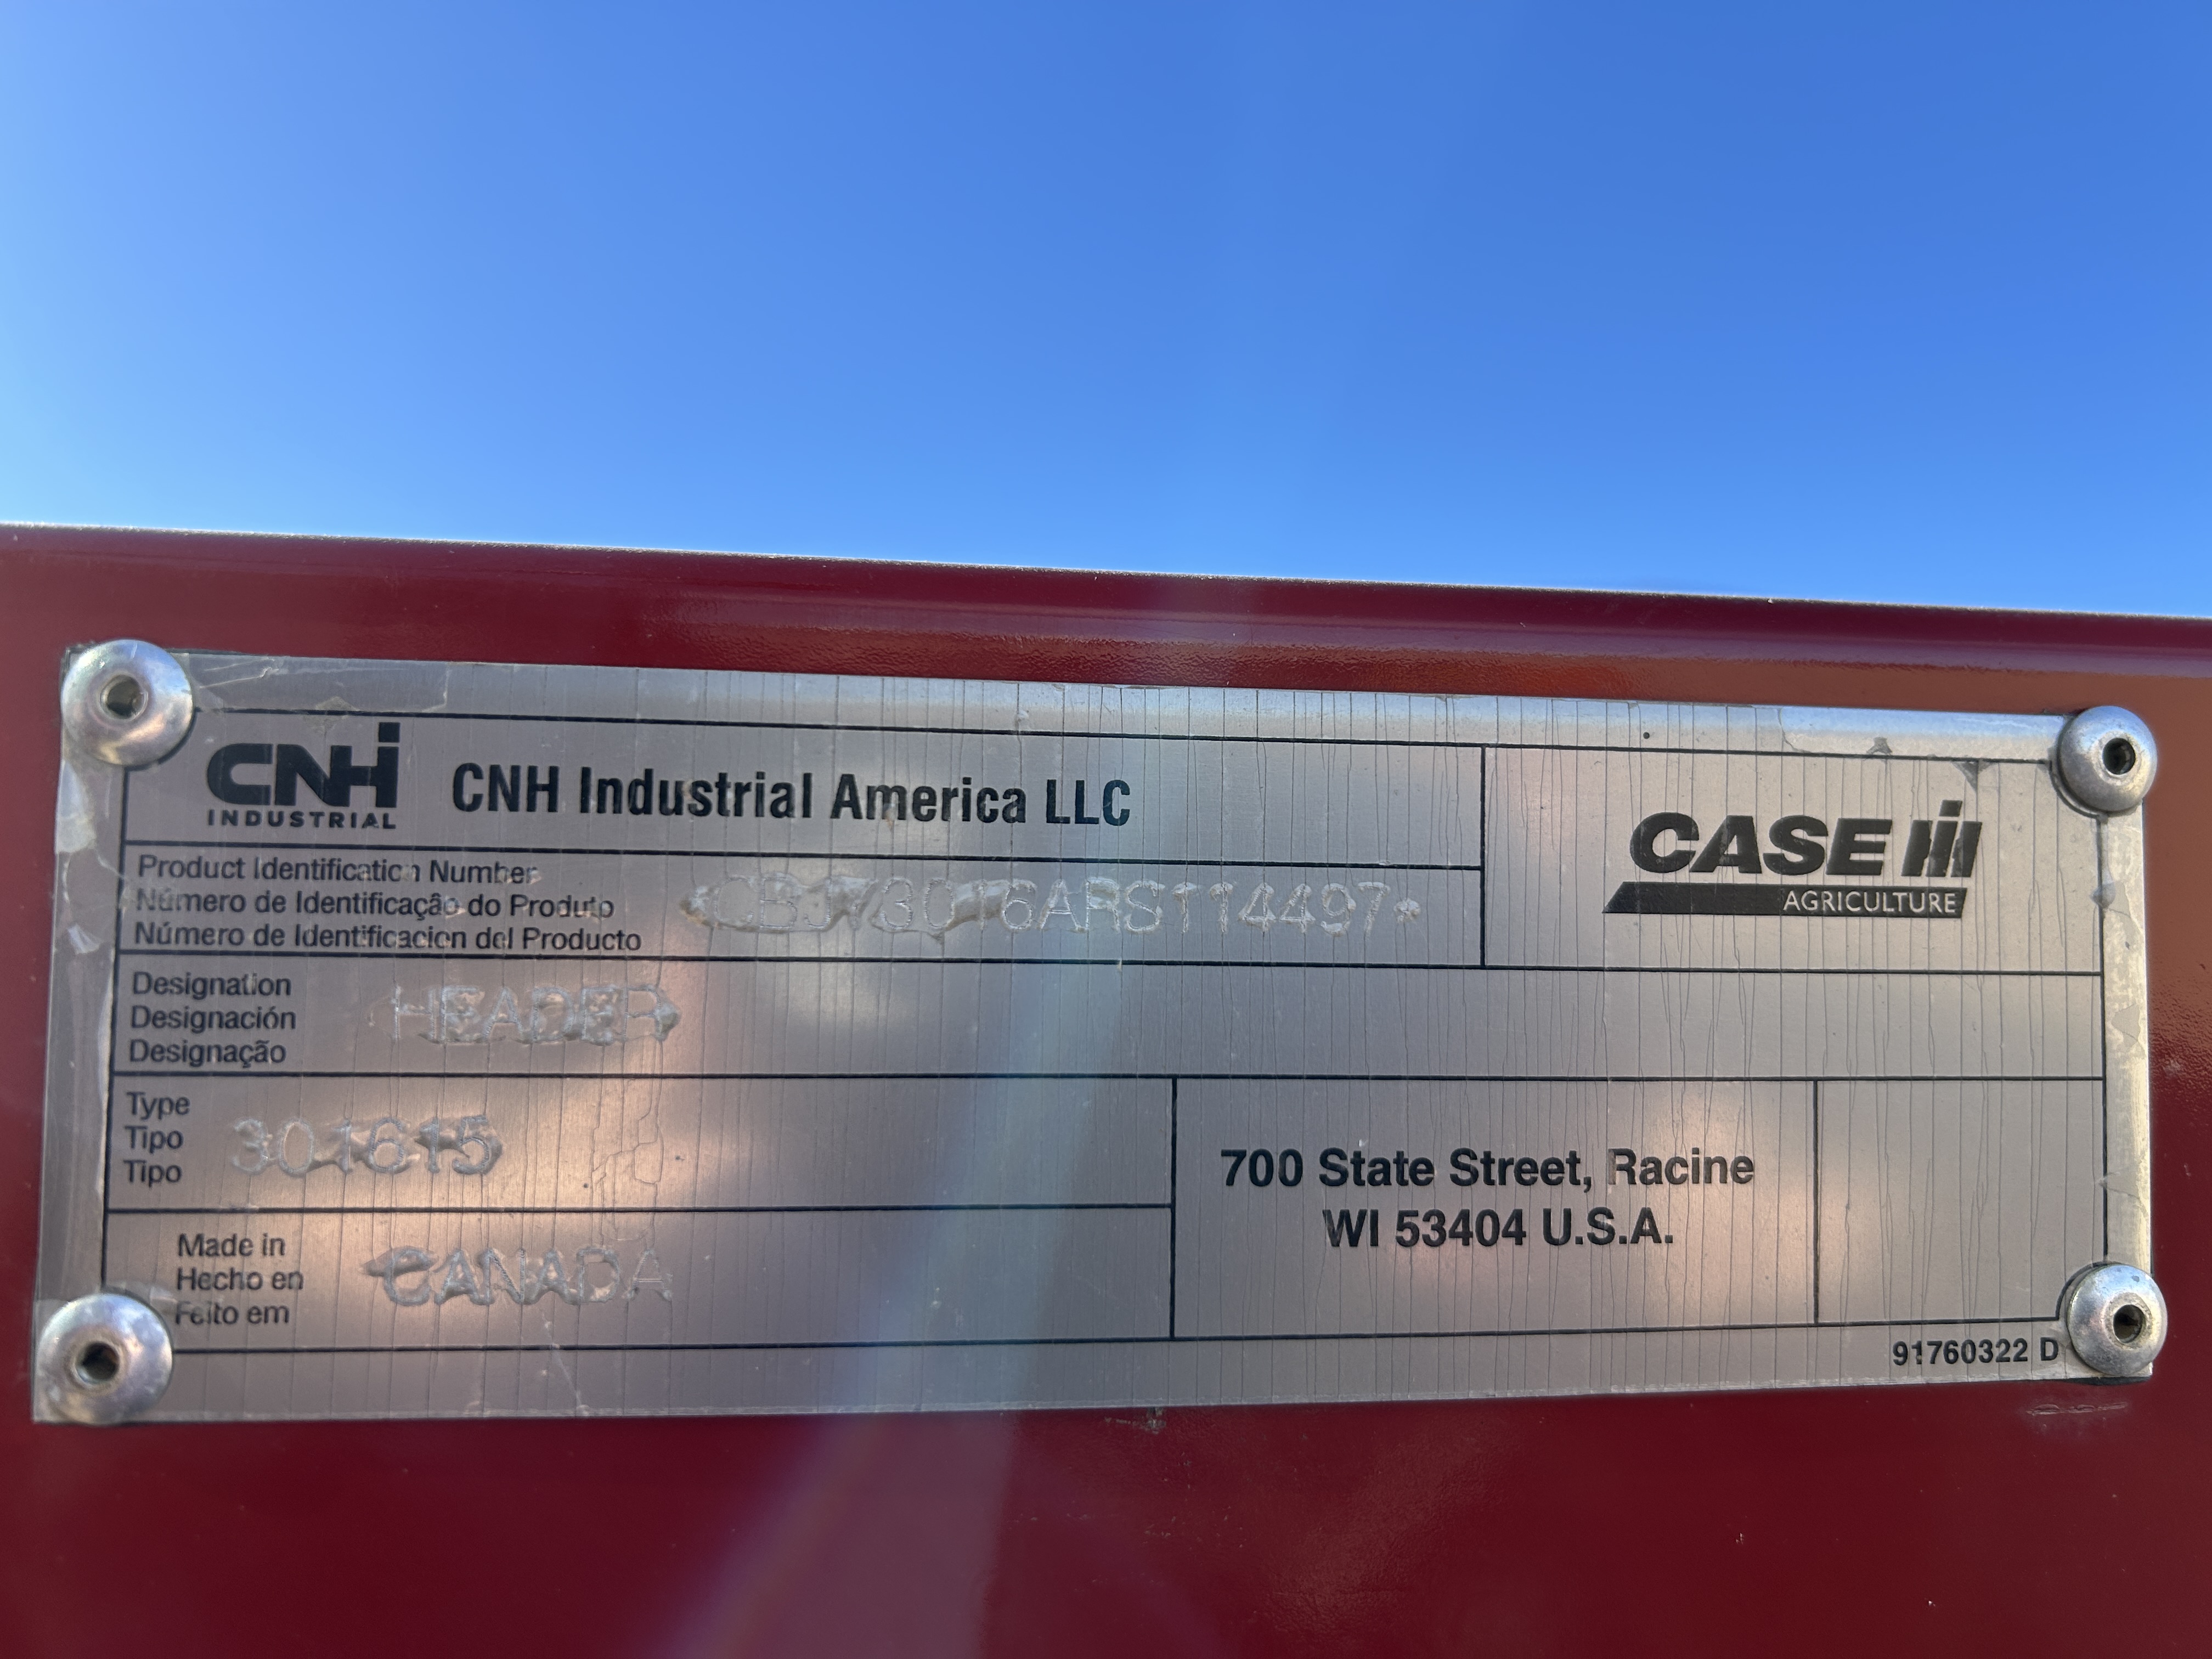 CNHi
INDUSTRIAL
CNH Industrial America LLC
CASE IH
AGRICULTURE
Product Identification Number
Número de Identificação do Produto
Número de Identificacion del Producto
Designation
Designación
Designação
HEADER
Type
Tipo
Tipo
301615
Made in
Hecho en
Feito em
CANADA
700 State Street, Racine
WI 53404 U.S.A.
91760322 D